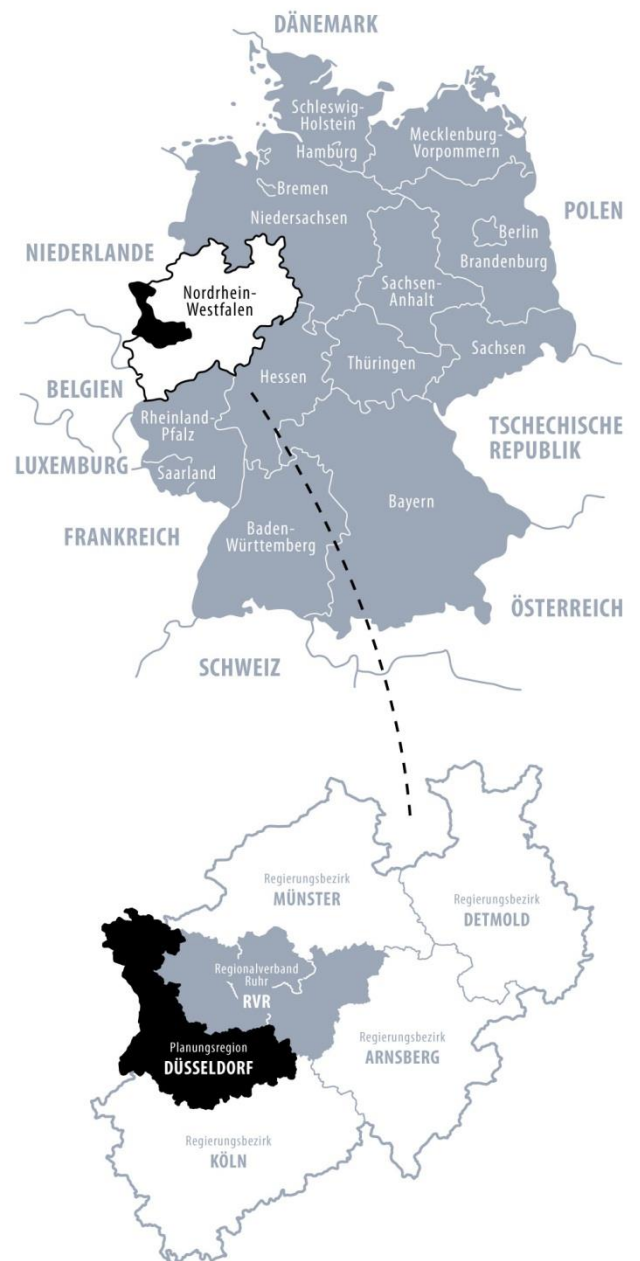 DÄNEMARK
Schleswig-
Holstein
Mecklenburg-
Vorpommern
Hamburg
Bremen
POLEN
Niedersachsen
Berlin
NIEDERLANDE
Brandenburg
Nordrhein-
Westfalen
Sachsen-
Anhalt
Sachsen
Thüringen
Hessen
BELGIEN
Rheinland-
Pfalz
TSCHECHISCHE
REPUBLIK
LUXEMBURG
Saarland
Bayern
FRANKREICH
Baden-
Württemberg
ÖSTERREICH
SCHWEIZ
Regierungsbezirk
MÜNSTER
Regierungsbezirk
DETMOLD
Regionalverband
Ruhr
RVR
Regierungsbezirk
ARNSBERG
Planungsregion
DÜSSELDORF
Regierungsbezirk
KÖLN